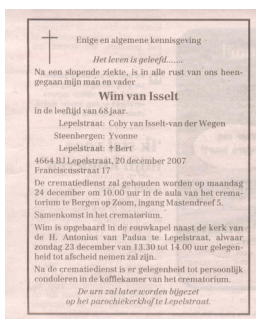 Enige en algemene kennisgeving
Het leven is geleefd.......
Na een slopende ziekte, is in alle rust van ons heen-
gegaan mijn man en vader
Wim van Isselt
in de leeftijd van 68 jaar.
Lepelstraat: Coby van Isselt-van der Wegen
Steenbergen: Yvonne
Lepelstraat: ✝Bert
4664 BJ Lepelstraat, 20 december 2007
Franciscusstraat 17
De crematiedienst zal gehouden worden op maandag
24 december om 10.00 uur in de aula van het crema-
torium te Bergen op Zoom, ingang Mastendreef 5.
Samenkomst in het crematorium.
Wim is opgebaard in de rouwkapel naast de kerk van
de H. Antonius van Padua te Lepelstraat, alwaar
zondag 23 december van 13.30 tot 14.00 uur gelegen-
heid tot afscheid nemen zal zijn.
Na de crematiedienst is er gelegenheid tot persoonlijk
condoleren in de koffiekamer van het crematorium.
De urn zal later worden bijgezet
op het parochiekerkhof te Lepelstraat.